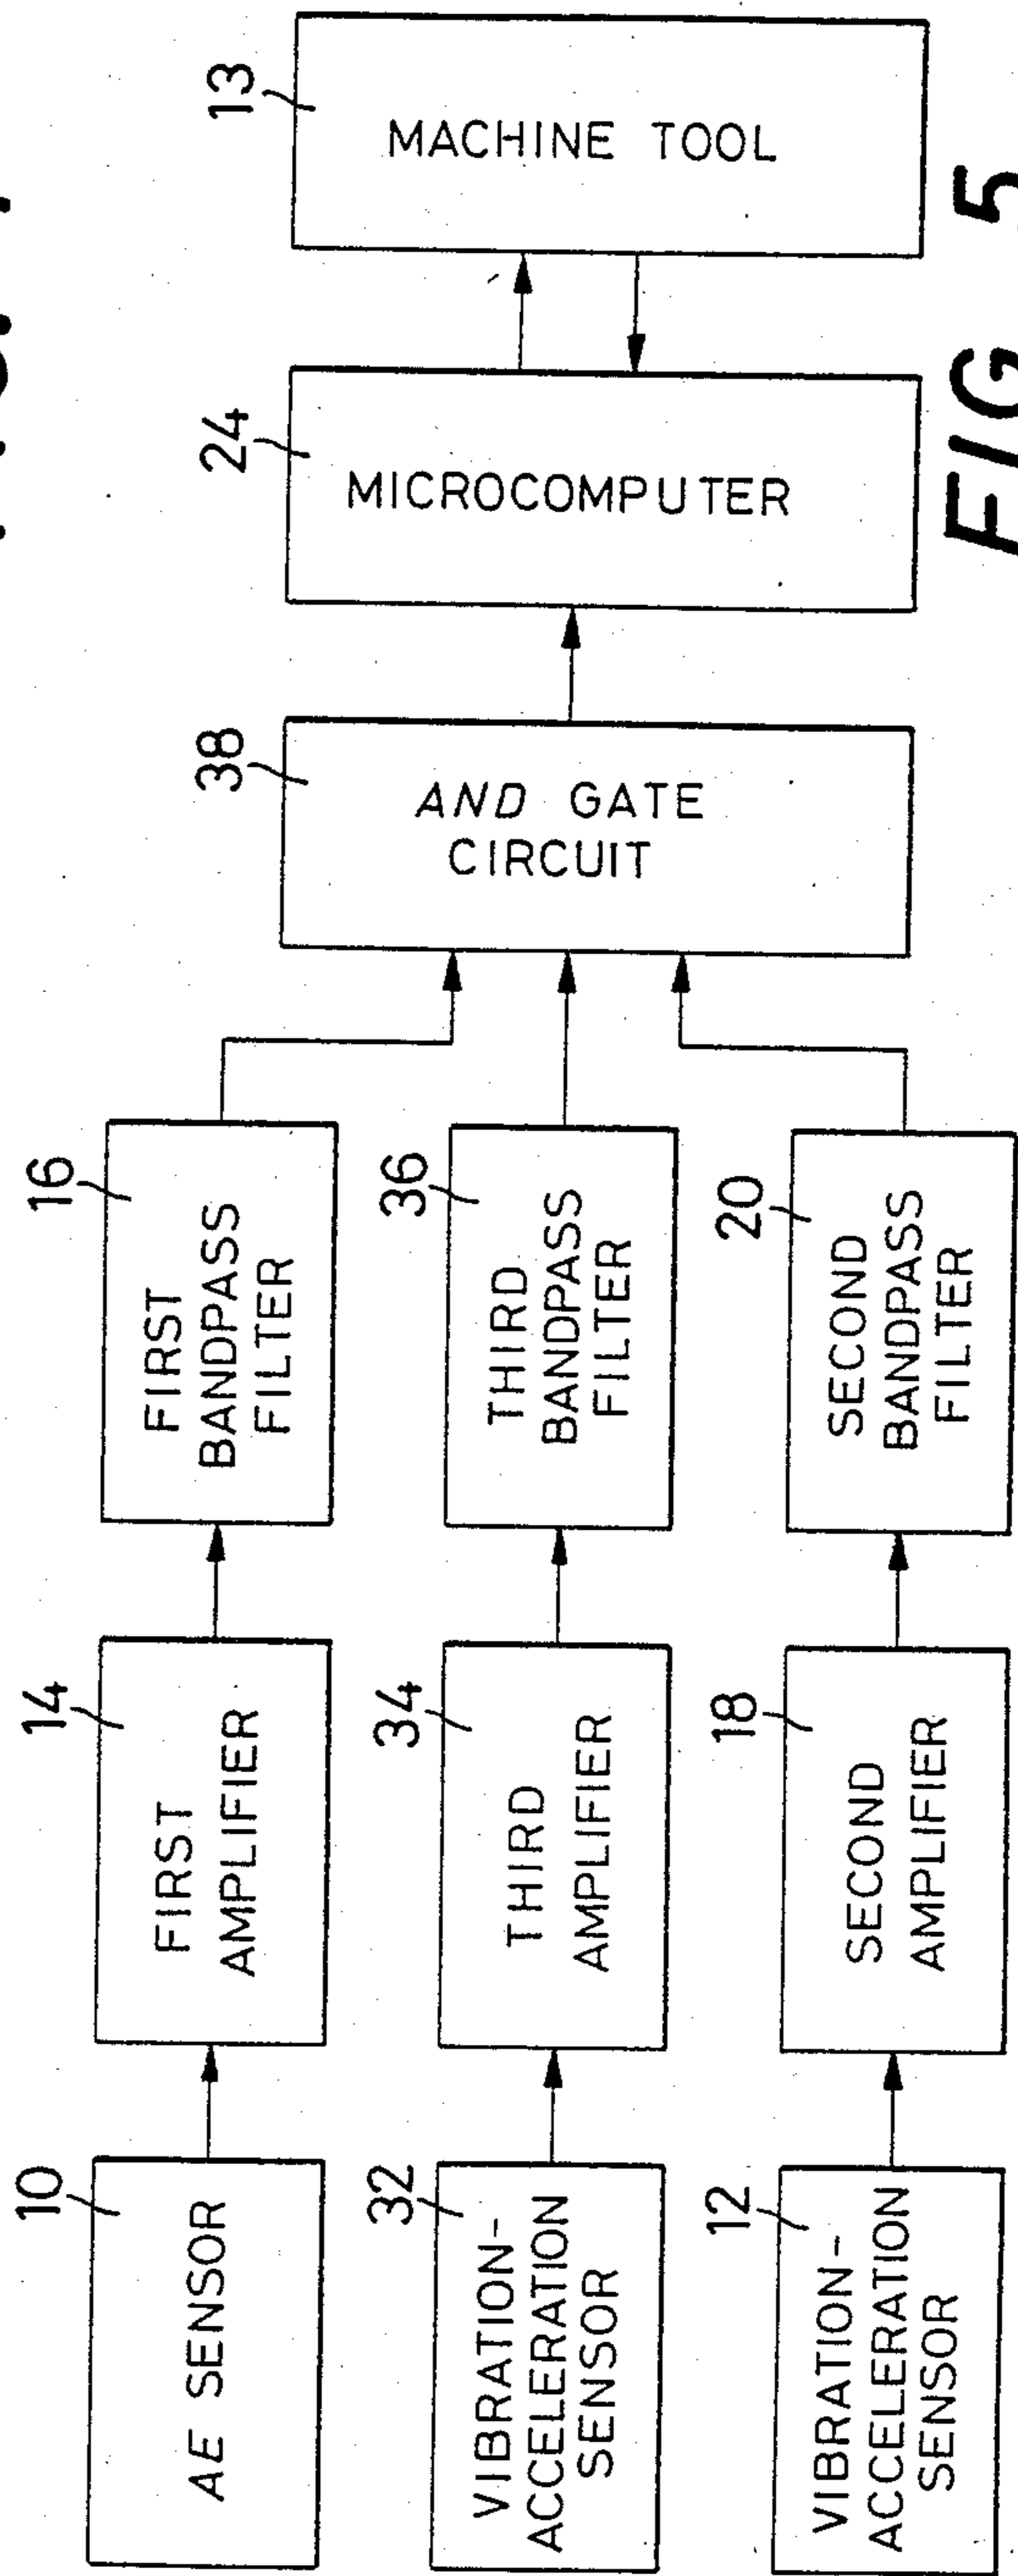 10
AE SENSOR
14
FIRST
AMPLIFIER
16
FIRST
BANDPASS
FILTER
32
VIBRATION-
ACCELERATION
SENSOR
34
THIRD
AMPLIFIER
36
THIRD
BANDPASS
FILTER
12
VIBRATION-
ACCELERATION
SENSOR
18
SECOND
AMPLIFIER
20
SECOND
BANDPASS
FILTER
38
AND GATE
CIRCUIT
24
MICROCOMPUTER
13
MACHINE TOOL
FIG. 5